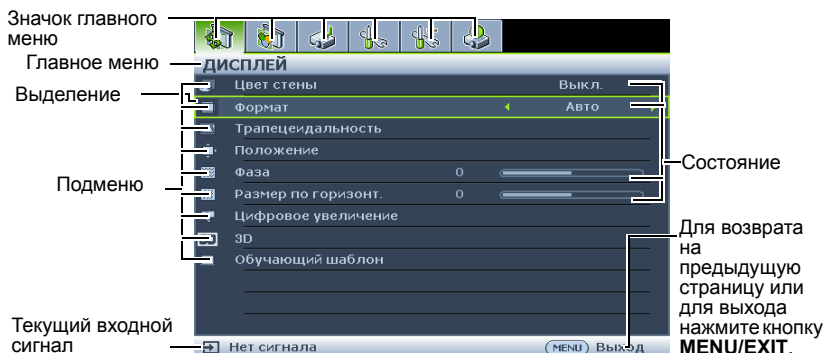 Значок главного
меню
Главное меню
Выделение
Подменю
Текущий входной
сигнал
ДИСПЛЕЙ
Цвет стены Выкл.
Формат Авто
Трапецеидальность
Положение
Фаза 0
Размер по горизонт. 0
Цифровое увеличение
3D
Обучающий шаблон
Нет сигнала MENU Выход
Состояние
Для возврата
на
предыдущую
страницу или
для выхода
нажмите кнопку
MENU/EXIT.